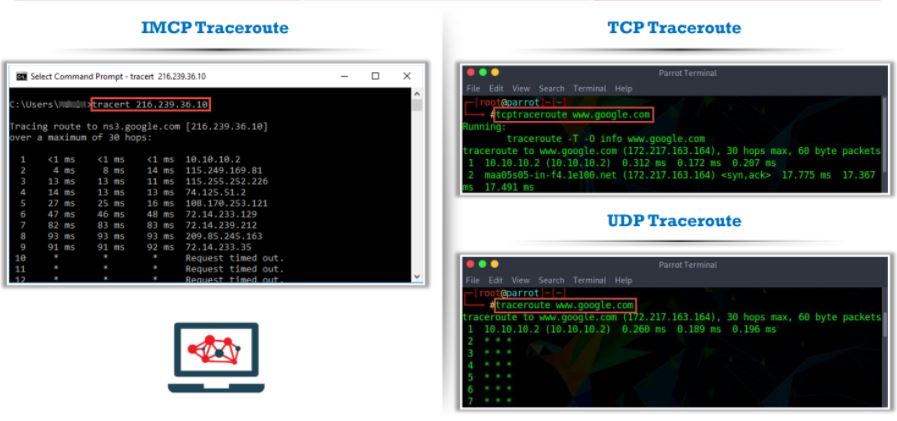 IMCP Traceroute
Select Command Prompt - tracert 216.239.36.10
C:\Users\ >tracert 216.239.36.10
Tracing route to ns3.google.com [216.239.36.10]
over a maximum of 30 hops:
1 <1 ms <1 ms <1 ms 10.10.10.2
2 4 ms 8 ms 14 ms 115.249.169.81
3 13 ms 13 ms 11 ms 115.255.252.226
4 14 ms 13 ms 13 ms 74.125.51.2
5 27 ms 25 ms 16 ms 108.170.253.121
6 47 ms 46 ms 48 ms 72.14.233.129
7 82 ms 83 ms 83 ms 72.14.239.212
8 93 ms 93 ms 93 ms 209.85.245.163
9 91 ms 91 ms 92 ms 72.14.233.35
10 * * * Request timed out.
11 * * * Request timed out.
12 * * * Request timed out.
TCP Traceroute
Parrot Terminal
File Edit View Search Terminal Help
[root@parrot]-[~]
#tcptraceroute www.google.com
Running:
traceroute -T -O info www.google.com
traceroute to www.google.com (172.217.163.164), 30 hops max, 60 byte packets
1 10.10.10.2 (10.10.10.2) 0.312 ms 0.172 ms 0.207 ms
2 maa05s05-in-f4.1e100.net (172.217.163.164) <syn,ack> 17.775 ms 17.367
ms 17.491 ms
UDP Traceroute
Parrot Terminal
File Edit View Search Terminal Help
[root@parrot]-[~]
#traceroute www.google.com
traceroute to www.google.com (172.217.163.164), 30 hops max, 60 byte packets
1 10.10.10.2 (10.10.10.2) 0.260 ms 0.189 ms 0.196 ms
2 * * *
3 * * *
4 * * *
5 * * *
6 * * *
7 * * *